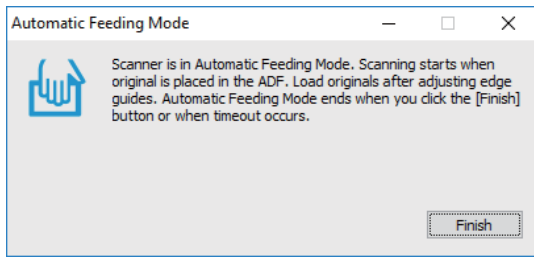 Automatic Feeding Mode
Scanner is in Automatic Feeding Mode. Scanning starts when
original is placed in the ADF. Load originals after adjusting edge
guides. Automatic Feeding Mode ends when you click the [Finish]
button or when timeout occurs.
Finish